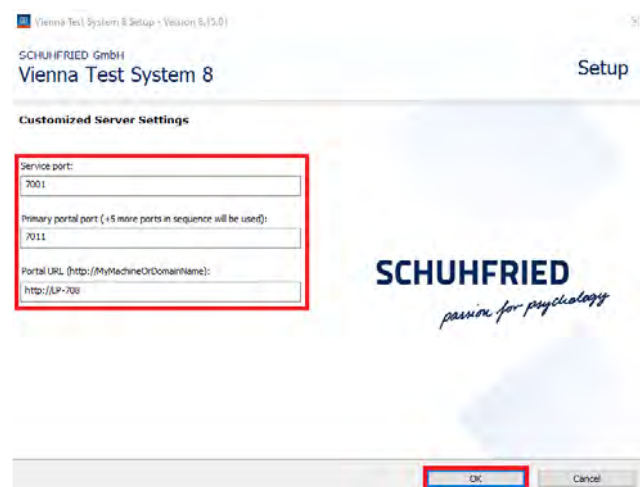 Vienna Test System 8 Setup - Version 8.15.01
SCHUHFRIED GmbH
Vienna Test System 8
Setup
Customized Server Settings
Service port:
7001
Primary portal port (+5 more ports in sequence will be used):
7011
Portal URL (http://MyMachineOrDomainName):
http://LP-708
SCHUHFRIED
passion for psychology
OK
Cancel